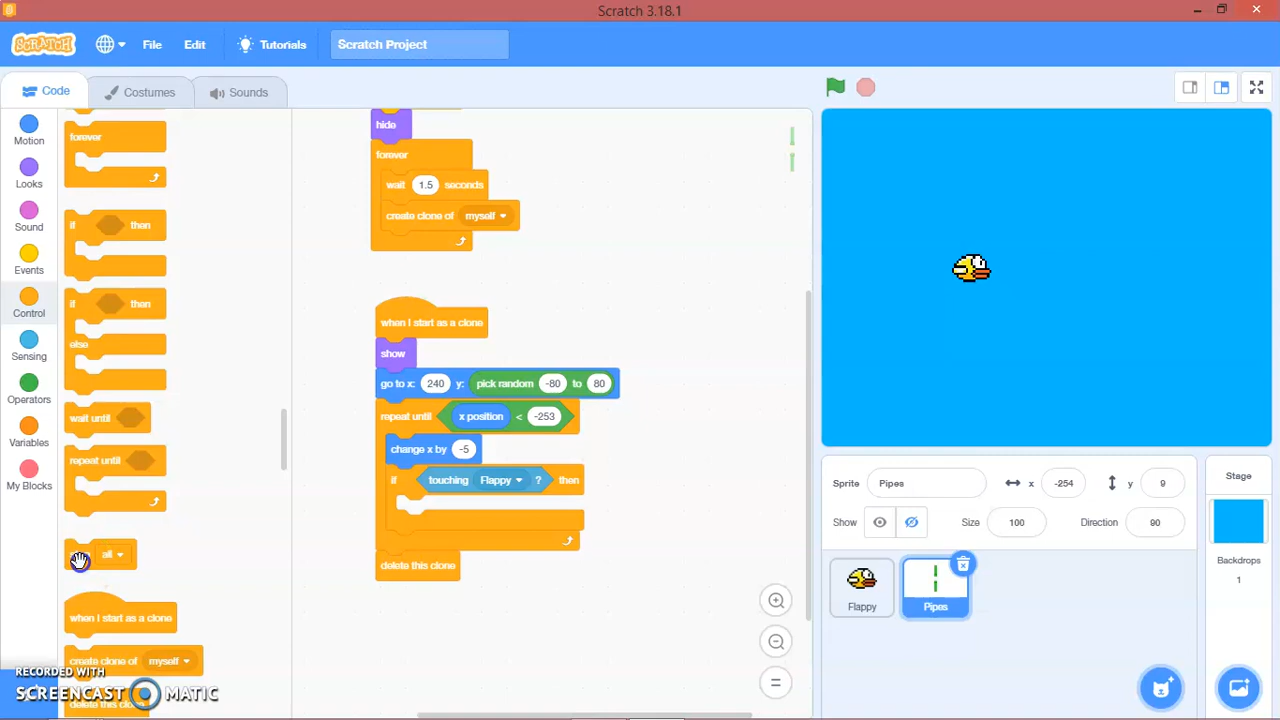 Scratch 3.18.1
SCRATCH
File
Edit
Tutorials
Scratch Project
Code
Costumes
Sounds
Motion
Looks
Sound
Events
Control
Sensing
Operators
Variables
My Blocks
forever
if then
if then
else
wait until
repeat until
all
when I start as a clone
create clone of myself
delete this clone
hide
forever
wait 1.5 seconds
create clone of myself
when I start as a clone
show
go to x: 240 y: pick random -80 to 80
repeat until x position < -253
change x by -5
if touching Flappy ? then
delete this clone
Sprite Pipes x -254 y 9
Show Size 100 Direction 90
Flappy
Pipes
Stage
Backdrops
1
RECORDED WITH
SCREENCAST MATIC